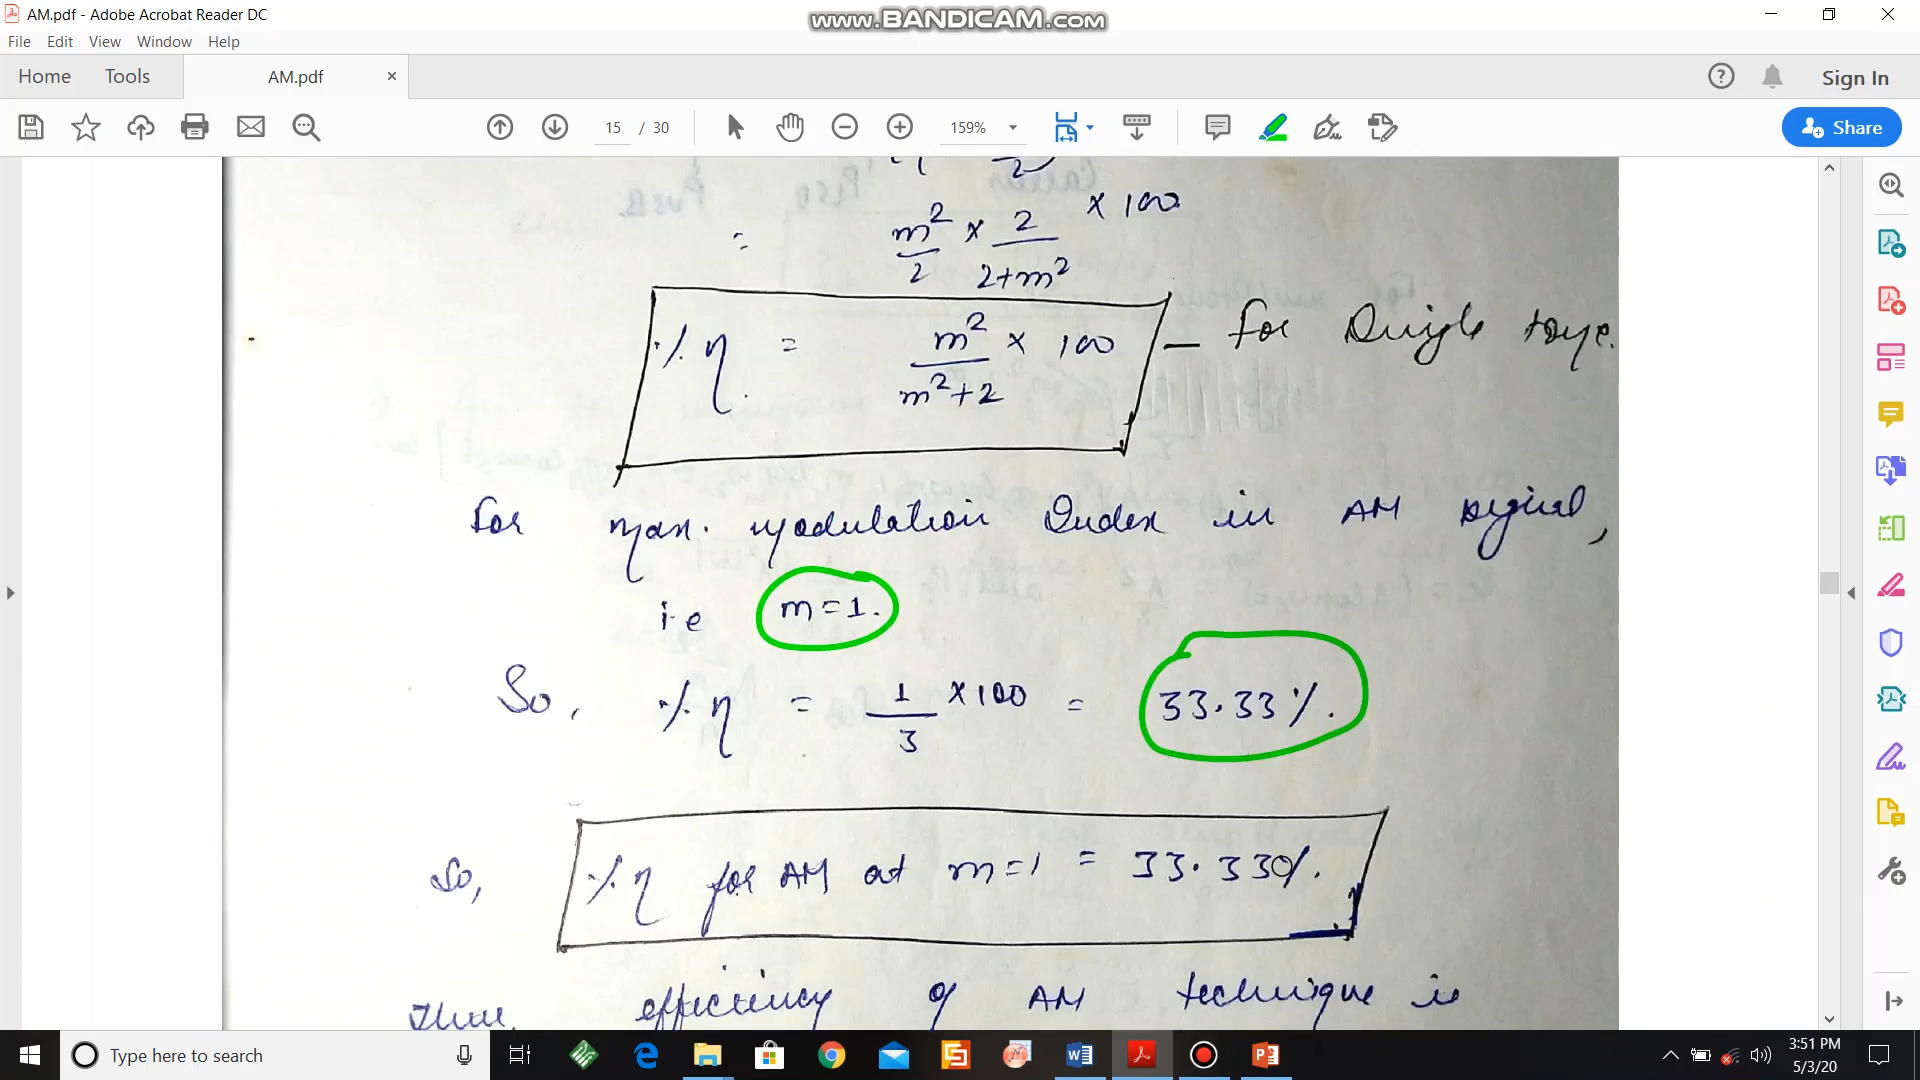 AM.pdf - Adobe Acrobat Reader DC
www.BANDICAM.com
File Edit View Window Help
Home Tools AM.pdf × Sign In
15 / 30 159% Share
= m²/2 × 2/2+m² × 100
% η = m²/m²+2 × 100 — for Single tone.
For max. modulation Index in AM signal,
i.e m=1.
So, % η = 1/3 ×100 = 33.33%.
So, % η for AM at m=1 = 33.33%.
Thus, efficiency of AM technique is
Type here to search
3:51 PM
5/3/20